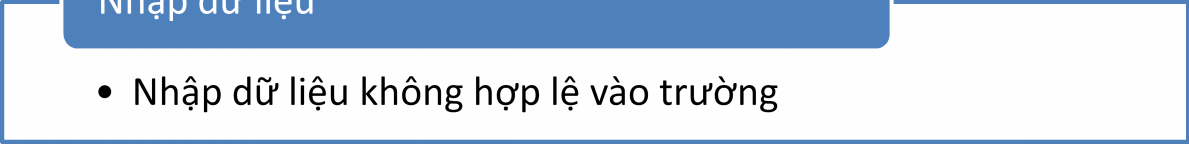 Nhập dữ liệu
• Nhập dữ liệu không hợp lệ vào trường